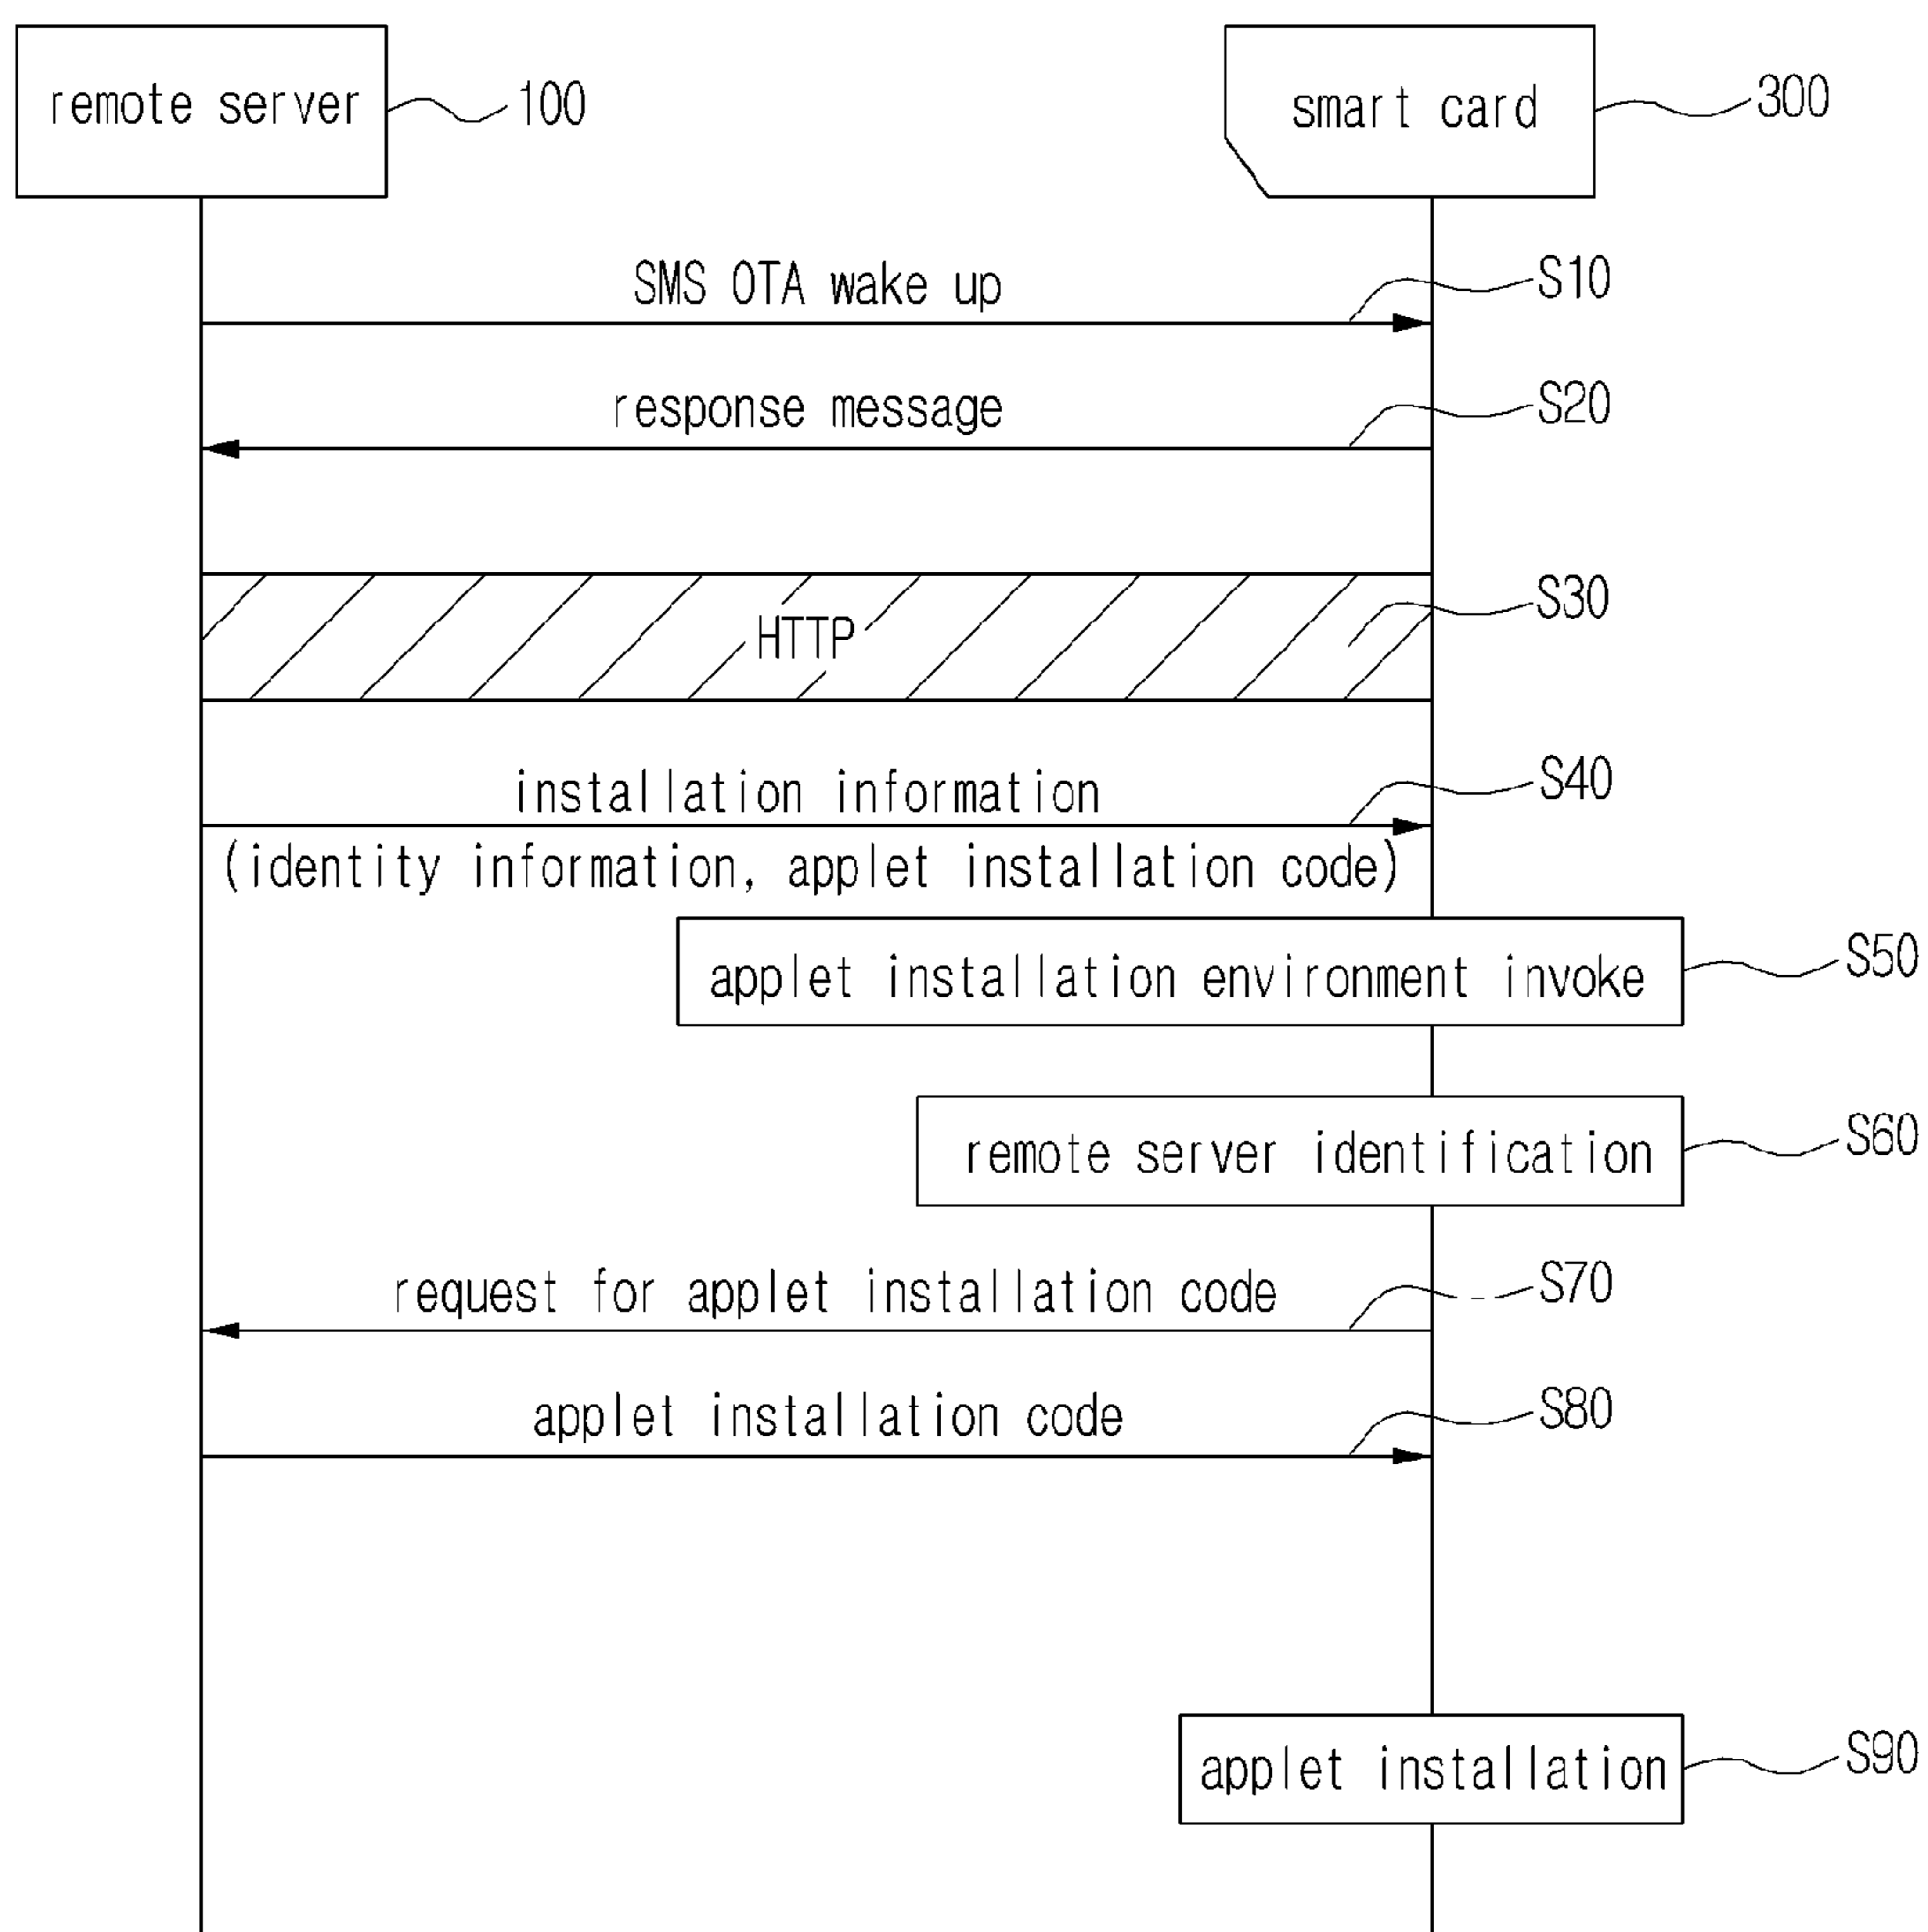 remote server
100
smart card
300
SMS OTA wake up
S10
response message
S20
HTTP
S30
installation information
S40
(identity information, applet installation code)
applet installation environment invoke
S50
remote server identification
S60
request for applet installation code
S70
applet installation code
S80
applet installation
S90